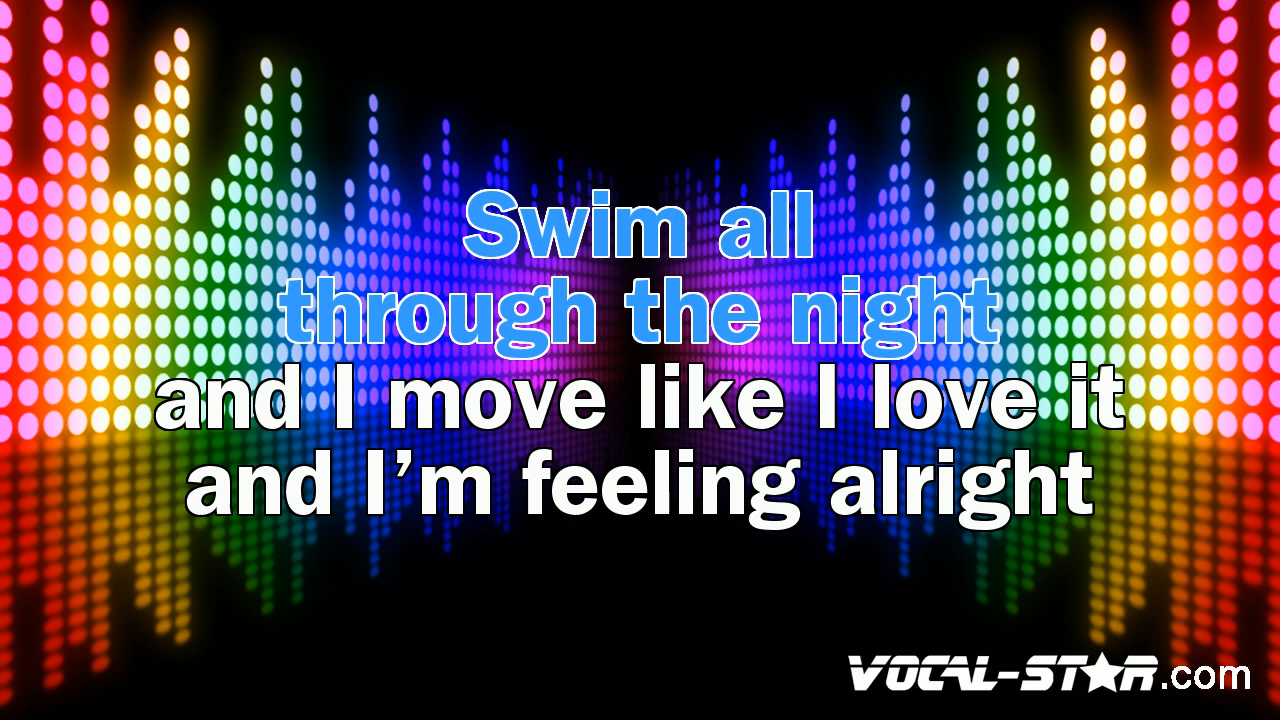 Swim all
through the night
and I move like I love it
and I'm feeling alright
VOCAL-STAR.com